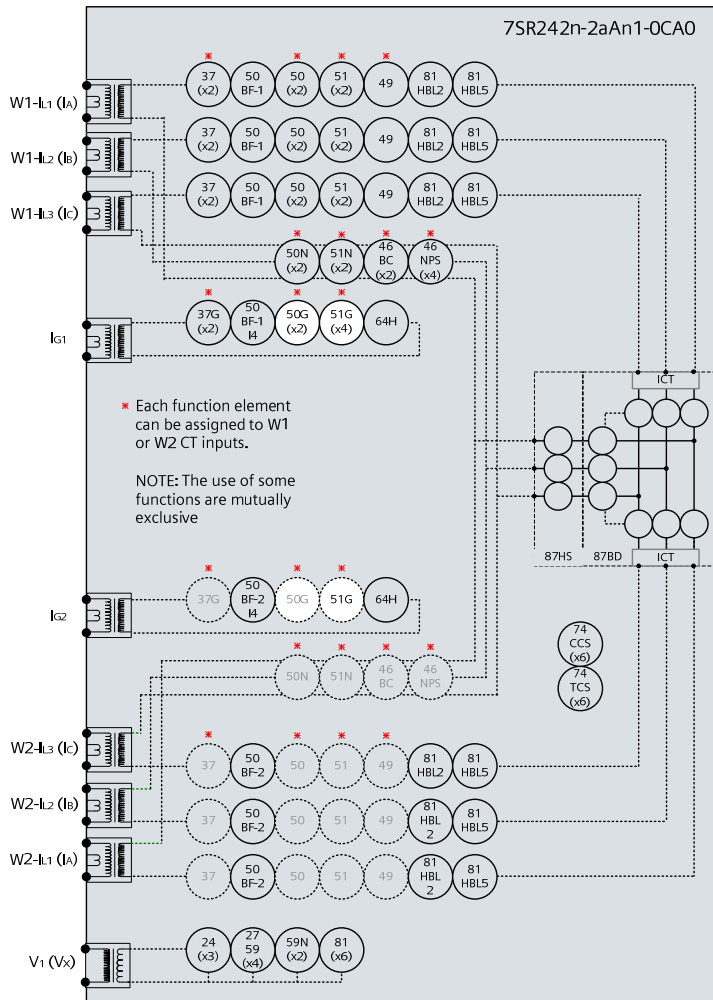 7SR242n-2aAn1-0CA0
W1-IL1 (IA)
37 (x2)
50 BF-1
50 (x2)
51 (x2)
49
81 HBL2
81 HBL5
W1-IL2 (IB)
37 (x2)
50 BF-1
50 (x2)
51 (x2)
49
81 HBL2
81 HBL5
W1-IL3 (IC)
37 (x2)
50 BF-1
50 (x2)
51 (x2)
49
81 HBL2
81 HBL5
50N (x2)
51N (x2)
46 BC (x2)
46 NPS (x4)
IG1
37G (x2)
50 BF-1 I4
50G (x2)
51G (x4)
64H
* Each function element
can be assigned to W1
or W2 CT inputs.
NOTE: The use of some
functions are mutually
exclusive
ICT
87HS
87BD
ICT
IG2
37G
50 BF-2 I4
50G
51G
64H
74 CCS (x6)
74 TCS (x6)
50N
51N
46 BC
46 NPS
W2-IL3 (IC)
37
50 BF-2
50
51
49
81 HBL2
81 HBL5
W2-IL2 (IB)
37
50 BF-2
50
51
49
81 HBL 2
81 HBL5
W2-IL1 (IA)
37
50 BF-2
50
51
49
81 HBL 2
81 HBL5
V1 (VX)
24 (x3)
27 59 (x4)
59N (x2)
81 (x6)